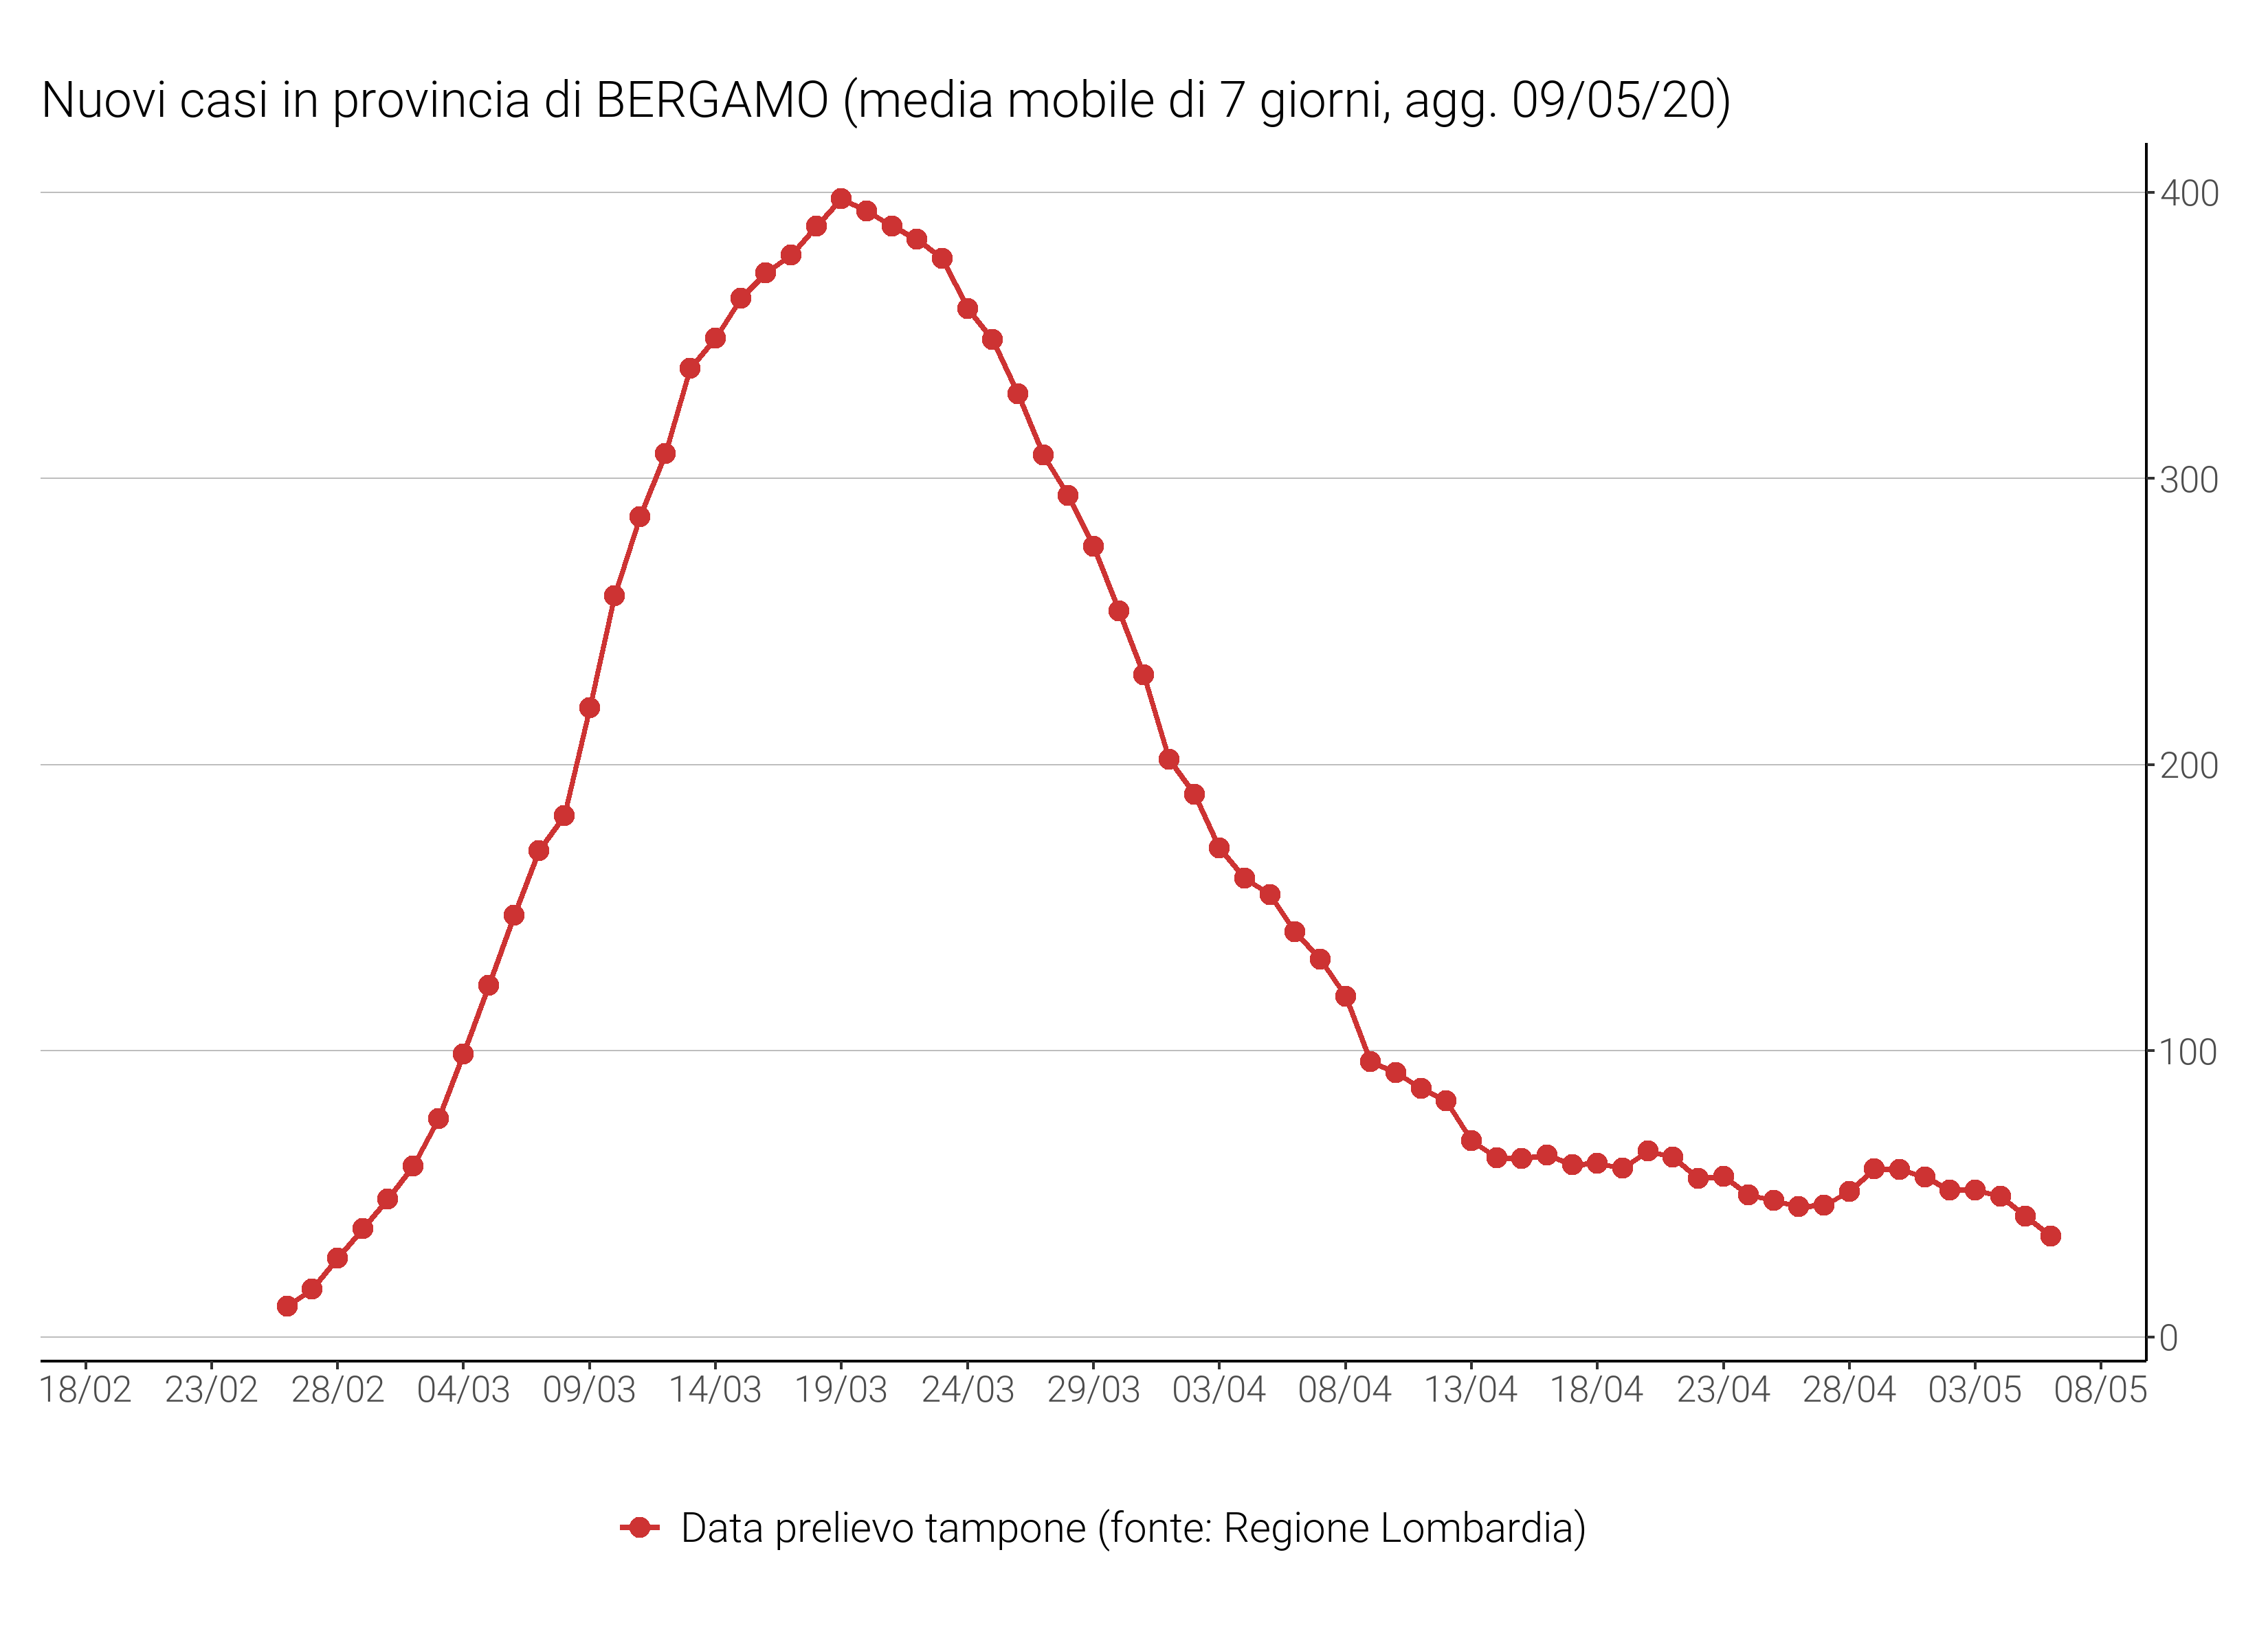 Nuovi casi in provincia di BERGAMO (media mobile di 7 giorni, agg. 09/05/20)
400
300
200
100
0
18/02 23/02 28/02 04/03 09/03 14/03 19/03 24/03 29/03 03/04 08/04 13/04 18/04 23/04 28/04 03/05 08/05
Data prelievo tampone (fonte: Regione Lombardia)